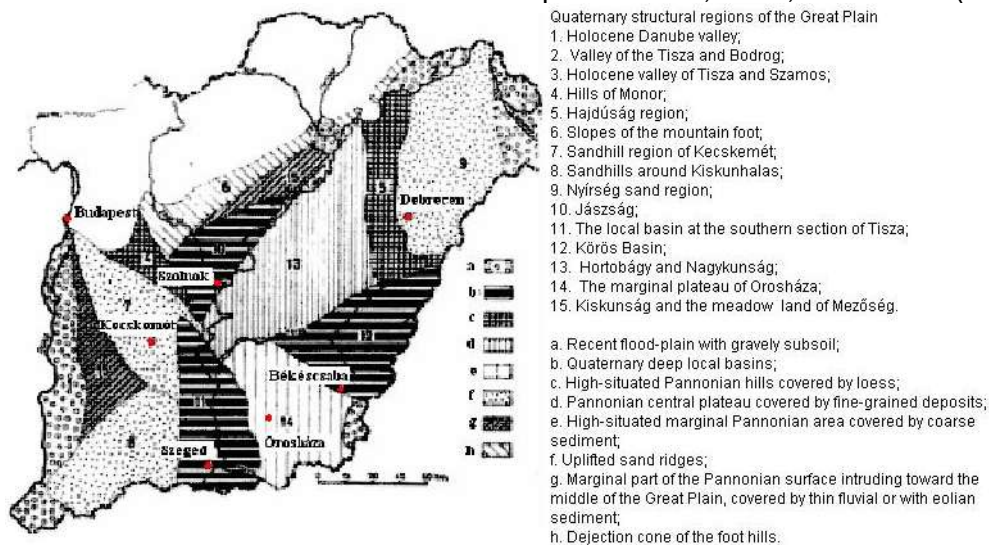 Quaternary structural regions of the Great Plain
1. Holocene Danube valley;
2. Valley of the Tisza and Bodrog;
3. Holocene valley of Tisza and Szamos;
4. Hills of Monor;
5. Hajdúság region;
6. Slopes of the mountain foot;
7. Sandhill region of Kecskemét;
8. Sandhills around Kiskunhalas;
9. Nyírség sand region;
10. Jászság;
11. The local basin at the southern section of Tisza;
12. Körös Basin;
13. Hortobágy and Nagykunság;
14. The marginal plateau of Orosháza;
15. Kiskunság and the meadow land of Mezőség.
a. Recent flood-plain with gravely subsoil;
b. Quaternary deep local basins;
c. High-situated Pannonian hills covered by loess;
d. Pannonian central plateau covered by fine-grained deposits;
e. High-situated marginal Pannonian area covered by coarse
sediment;
f. Uplifted sand ridges;
g. Marginal part of the Pannonian surface intruding toward the
middle of the Great Plain, covered by thin fluvial or with eolian
sediment;
h. Dejection cone of the foot hills.
9
6
5
Debrecen
Budapest
10
4
13
Szolnok
7
Kecskemét
12
Békéscsaba
11
14
Orosháza
8
Szeged
a
b
c
d
e
f
g
h